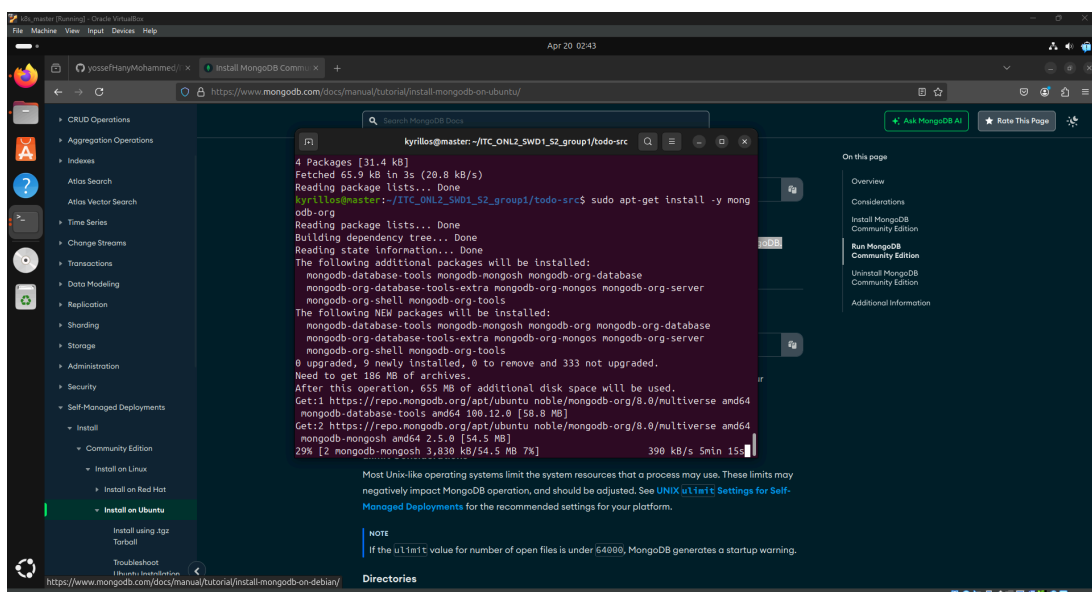 k8s_master [Running] - Oracle VirtualBox
File Machine View Input Devices Help
Apr 20 02:43
yossefHanyMohammed/i
Install MongoDB Commu
https://www.mongodb.com/docs/manual/tutorial/install-mongodb-on-ubuntu/
CRUD Operations
Aggregation Operations
Indexes
Atlas Search
Atlas Vector Search
Time Series
Change Streams
Transactions
Data Modeling
Replication
Sharding
Storage
Administration
Security
Self-Managed Deployments
Install
Community Edition
Install on Linux
Install on Red Hat
Install on Ubuntu
Install using .tgz
Tarball
Troubleshoot
Ubuntu Installation
https://www.mongodb.com/docs/manual/tutorial/install-mongodb-on-debian/
Search MongoDB Docs
Ask MongoDB AI
Rate This Page
kyrillos@master: ~/ITC_ONL2_SWD1_S2_group1/todo-src
4 Packages [31.4 kB]
Fetched 65.9 kB in 3s (20.8 kB/s)
Reading package lists... Done
kyrillos@master:~/ITC_ONL2_SWD1_S2_group1/todo-src$ sudo apt-get install -y mong
odb-org
Reading package lists... Done
Building dependency tree... Done
Reading state information... Done
The following additional packages will be installed:
mongodb-database-tools mongodb-mongosh mongodb-org-database
mongodb-org-database-tools-extra mongodb-org-mongos mongodb-org-server
mongodb-org-shell mongodb-org-tools
The following NEW packages will be installed:
mongodb-database-tools mongodb-mongosh mongodb-org mongodb-org-database
mongodb-org-database-tools-extra mongodb-org-mongos mongodb-org-server
mongodb-org-shell mongodb-org-tools
0 upgraded, 9 newly installed, 0 to remove and 333 not upgraded.
Need to get 186 MB of archives.
After this operation, 655 MB of additional disk space will be used.
Get:1 https://repo.mongodb.org/apt/ubuntu noble/mongodb-org/8.0/multiverse amd64
mongodb-database-tools amd64 100.12.0 [58.8 MB]
Get:2 https://repo.mongodb.org/apt/ubuntu noble/mongodb-org/8.0/multiverse amd64
mongodb-mongosh amd64 2.5.0 [54.5 MB]
29% [2 mongodb-mongosh 3,830 kB/54.5 MB 7%] 390 kB/s 5min 15s
Most Unix-like operating systems limit the system resources that a process may use. These limits may
negatively impact MongoDB operation, and should be adjusted. See UNIX ulimit Settings for Self-
Managed Deployments for the recommended settings for your platform.
NOTE
If the ulimit value for number of open files is under 64000, MongoDB generates a startup warning.
Directories
On this page
Overview
Considerations
Install MongoDB
Community Edition
Run MongoDB
Community Edition
Uninstall MongoDB
Community Edition
Additional Information